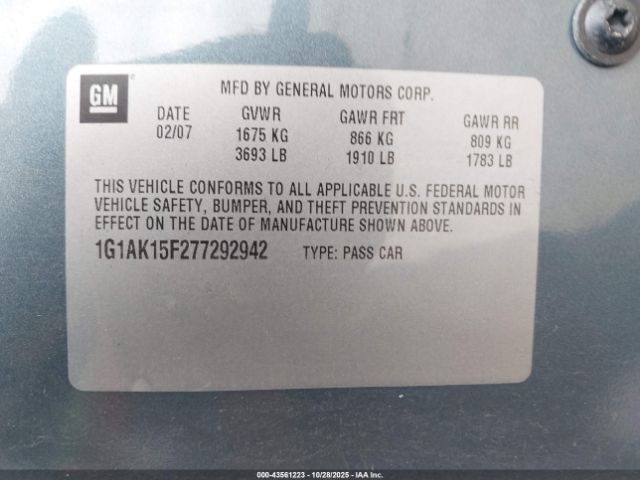 GM
MFD BY GENERAL MOTORS CORP.
DATE GVWR GAWR FRT GAWR RR
02/07 1675 KG 866 KG 809 KG
3693 LB 1910 LB 1783 LB
THIS VEHICLE CONFORMS TO ALL APPLICABLE U.S. FEDERAL MOTOR
VEHICLE SAFETY, BUMPER, AND THEFT PREVENTION STANDARDS IN
EFFECT ON THE DATE OF MANUFACTURE SHOWN ABOVE.
1G1AK15F277292942 TYPE: PASS CAR
000-43561223 | 10/28/2025 | IAAI.COM